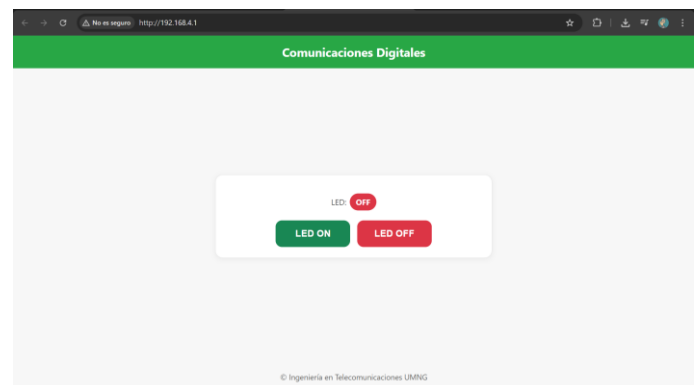 No es seguro http://192.168.4.1
Comunicaciones Digitales
LED: OFF
LED ON LED OFF
© Ingeniería en Telecomunicaciones UMNG